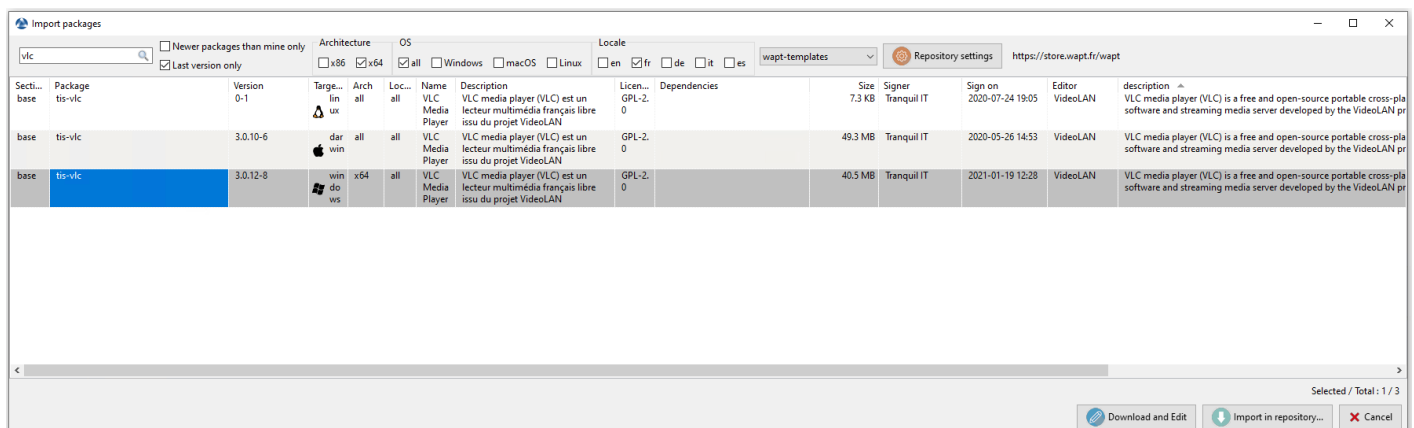 Import packages
vlc
Newer packages than mine only
Last version only
Architecture
x86 x64
OS
all Windows macOS Linux
Locale
en fr de it es
wapt-templates
Repository settings
https://store.wapt.fr/wapt
Secti... Package Version Targe... Arch Loc... Name Description Licen... Dependencies Size Signer Sign on Editor description
base tis-vlc 0-1 lin all all VLC VLC media player (VLC) est un GPL-2. 7.3 KB Tranquil IT 2020-07-24 19:05 VideoLAN VLC media player (VLC) is a free and open-source portable cross-pla
ux Media lecteur multimédia français libre 0 software and streaming media server developed by the VideoLAN pr
Player issu du projet VideoLAN
base tis-vlc 3.0.10-6 dar all all VLC VLC media player (VLC) est un GPL-2. 49.3 MB Tranquil IT 2020-05-26 14:53 VideoLAN VLC media player (VLC) is a free and open-source portable cross-pla
win Media lecteur multimédia français libre 0 software and streaming media server developed by the VideoLAN pr
Player issu du projet VideoLAN
base tis-vlc 3.0.12-8 win x64 all VLC VLC media player (VLC) est un GPL-2. 40.5 MB Tranquil IT 2021-01-19 12:28 VideoLAN VLC media player (VLC) is a free and open-source portable cross-pla
do Media lecteur multimédia français libre 0 software and streaming media server developed by the VideoLAN pr
ws Player issu du projet VideoLAN
Selected / Total : 1 / 3
Download and Edit Import in repository... Cancel